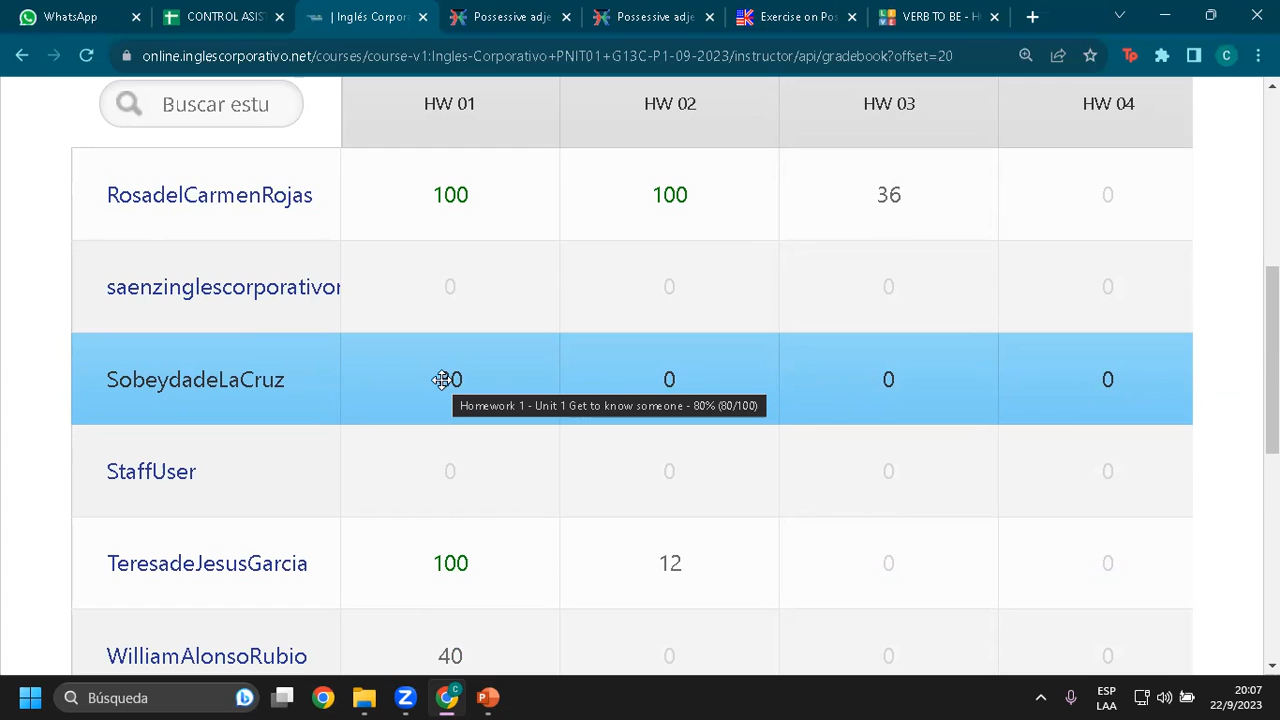 WhatsApp
CONTROL ASIS
| Inglés Corpor
Possessive adje
Possessive adje
Exercise on Pos
VERB TO BE - H
online.inglescorporativo.net/courses/course-v1:Ingles-Corporativo+PNIT01+G13C-P1-09-2023/instructor/api/gradebook?offset=20
Tp
C
Buscar estu
HW 01 HW 02 HW 03 HW 04
RosadelCarmenRojas 100 100 36 0
saenzinglescorporativor 0 0 0 0
SobeydadeLaCruz 0 0 0
Homework 1 - Unit 1 Get to know someone - 80% (80/100)
StaffUser 0 0 0 0
TeresadeJesusGarcia 100 12 0 0
WilliamAlonsoRubio 40 0 0 0
Búsqueda
ESP
LAA
20:07
22/9/2023